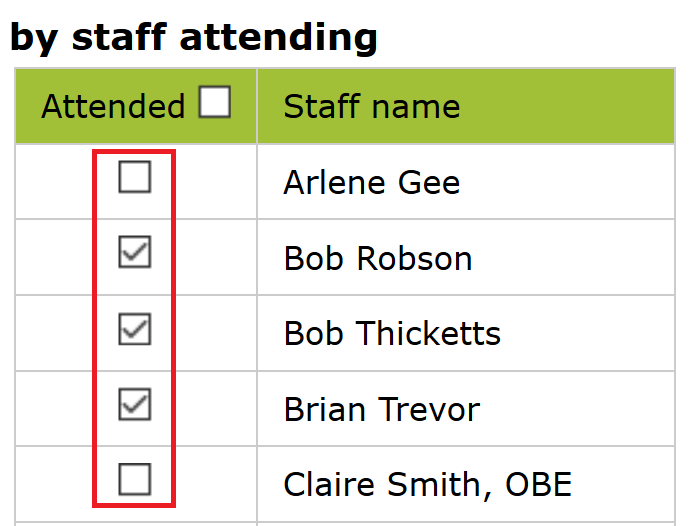 by staff attending
Attended Staff name
Arlene Gee
Bob Robson
Bob Thicketts
Brian Trevor
Claire Smith, OBE